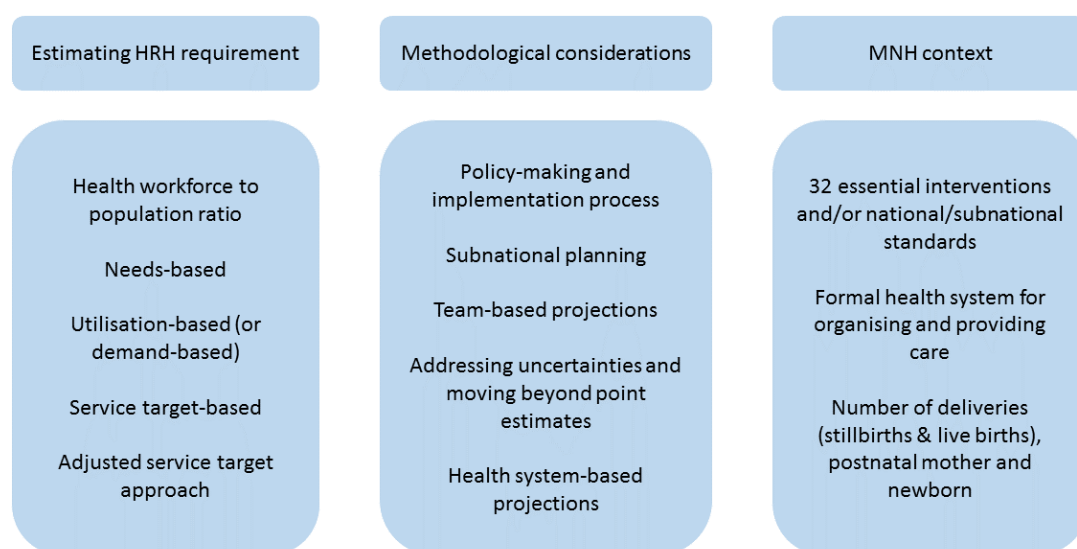 Estimating HRH requirement
Health workforce to
population ratio
Needs-based
Utilisation-based (or
demand-based)
Service target-based
Adjusted service target
approach
Methodological considerations
Policy-making and
implementation process
Subnational planning
Team-based projections
Addressing uncertainties and
moving beyond point
estimates
Health system-based
projections
MNH context
32 essential interventions
and/or national/subnational
standards
Formal health system for
organising and providing
care
Number of deliveries
(stillbirths & live births),
postnatal mother and
newborn